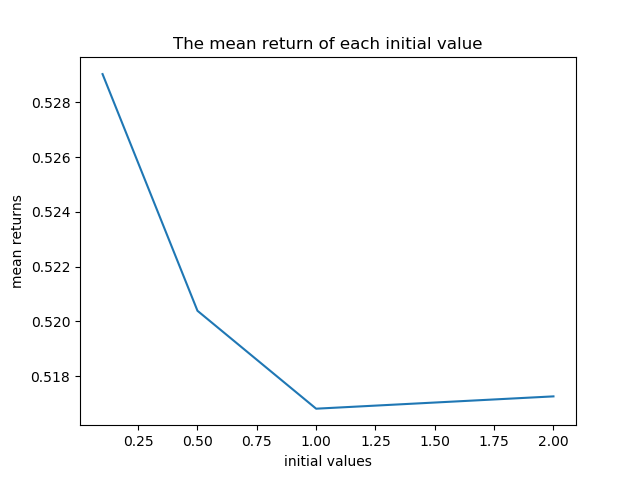 The mean return of each initial value
mean returns
0.528
0.526
0.524
0.522
0.520
0.518
0.25 0.50 0.75 1.00 1.25 1.50 1.75 2.00
initial values